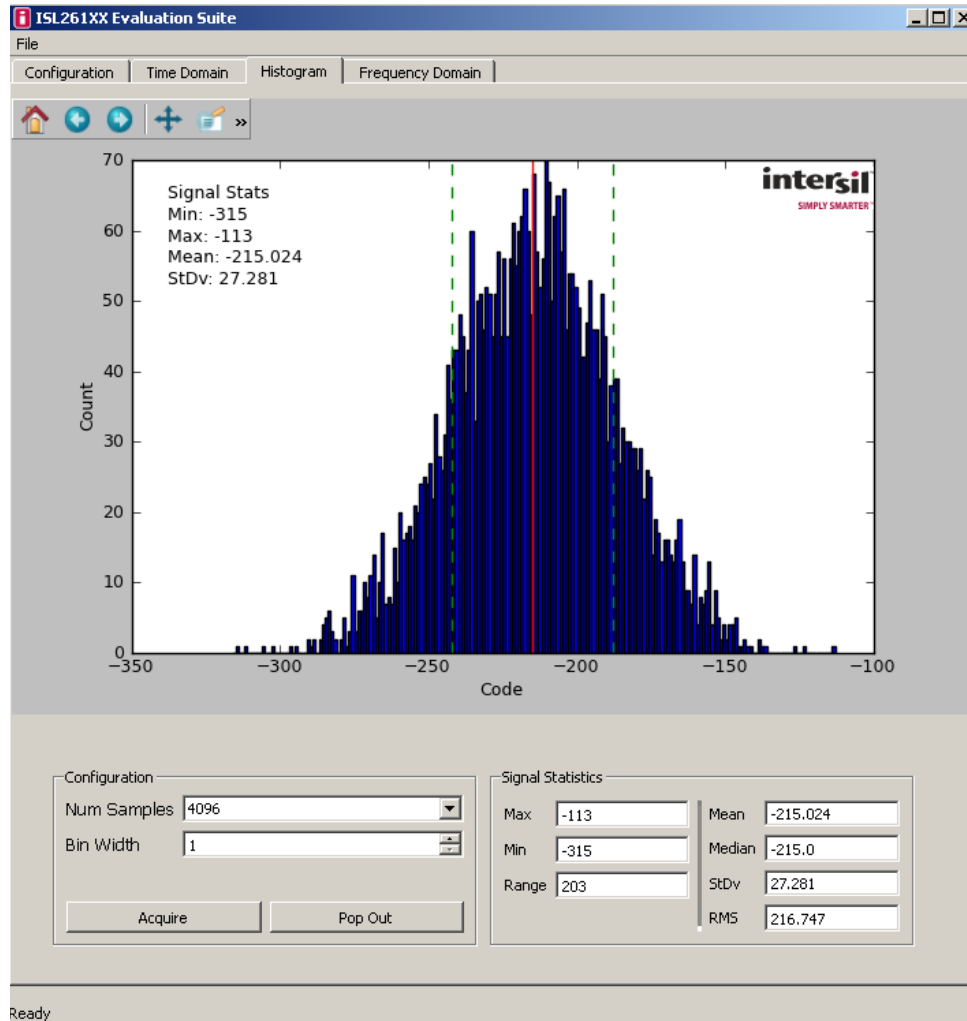 ISL261XX Evaluation Suite
File
Configuration Time Domain Histogram Frequency Domain
»
intersil
SIMPLY SMARTER™
Signal Stats
Min: -315
Max: -113
Mean: -215.024
StDv: 27.281
70
60
50
40
30
20
10
0
Count
−350 −300 −250 −200 −150 −100
Code
Configuration
Num Samples 4096
Bin Width 1
Acquire Pop Out
Signal Statistics
Max -113 Mean -215.024
Min -315 Median -215.0
Range 203 StDv 27.281
RMS 216.747
Ready